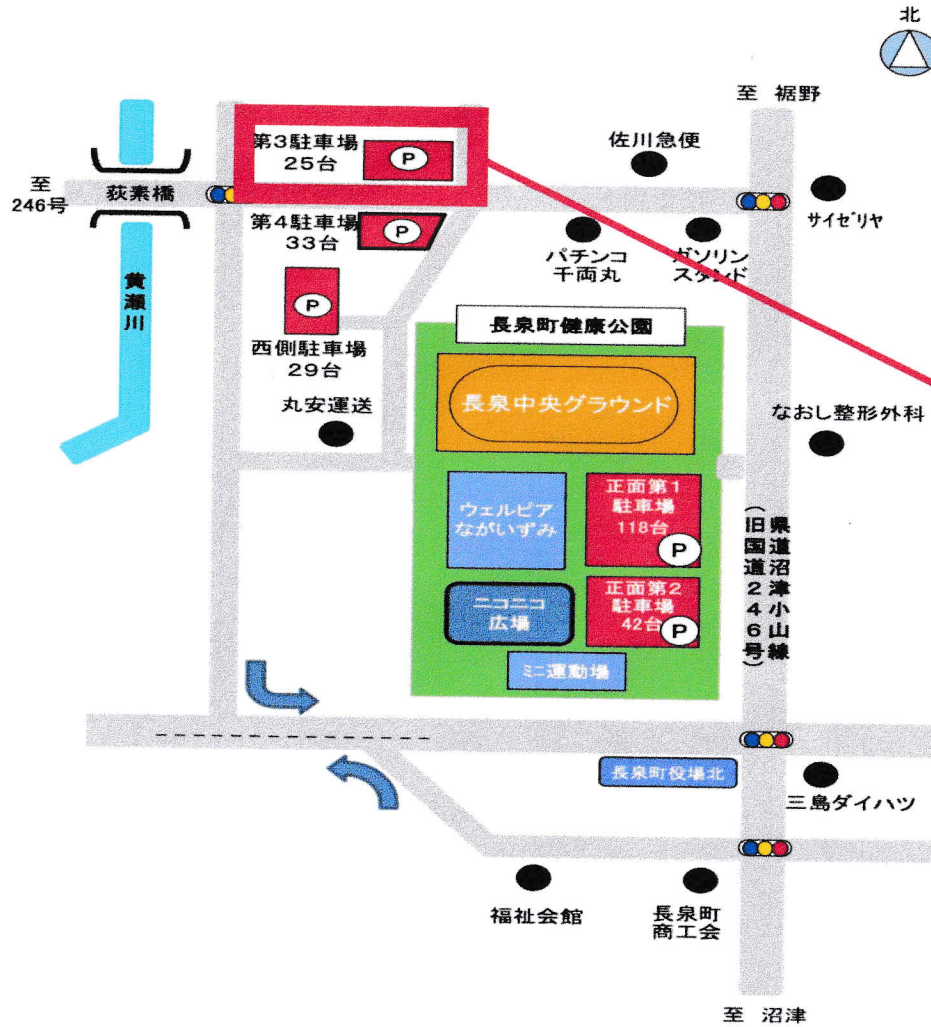 北
至 裾野
第3駐車場
25台
P
佐川急便
至
246号
荻素橋
サイゼリヤ
第4駐車場
33台
P
パチンコ
千両丸
ガソリン
スタンド
黄瀬川
P
西側駐車場
29台
長泉町健康公園
長泉中央グラウンド
丸安運送
なおし整形外科
ウェルピア
ながいずみ
正面第1
駐車場
118台
P
県道沼津小山線
(旧国道246号)
ニコニコ
広場
正面第2
駐車場
42台
P
ミニ運動場
長泉町役場北
三島ダイハツ
福祉会館
長泉町
商工会
至 沼津